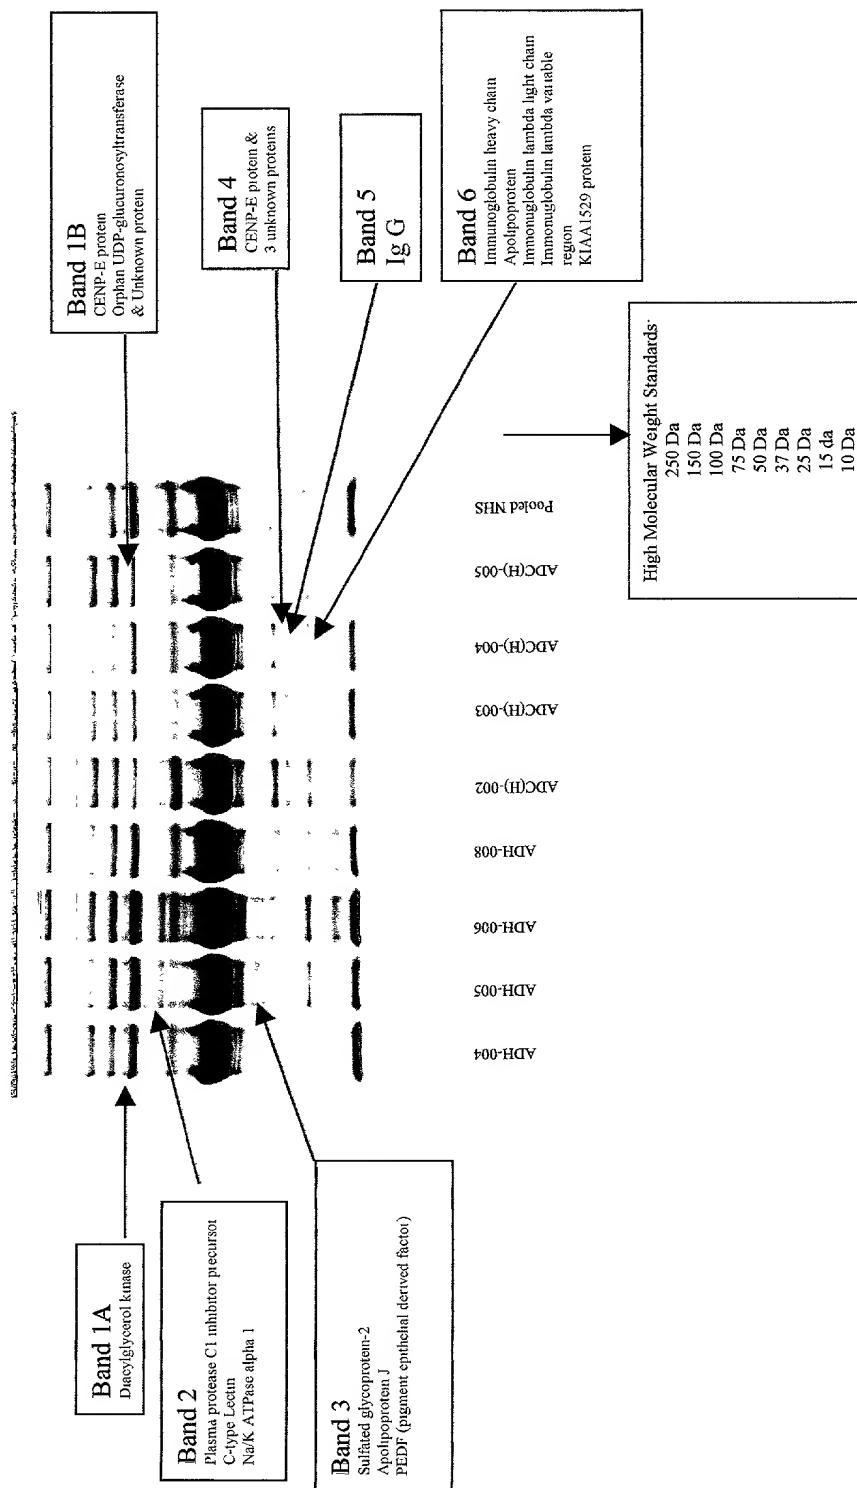 Band 1A
Diacylglycerol kinase
Band 2
Plasma protease C1 inhibitor precursor
C-type Lectin
Na/K ATPase alpha 1
Band 3
Sulfated glycoprotein-2
Apolipoprotein J
PEDF (pigment epithelial derived factor)
Band 1B
CENP-E protein
Orphan UDP-glucuronosyltransferase
& Unknown protein
Band 4
CENP-E protein &
3 unknown proteins
Band 5
Ig G
Band 6
Immunoglobulin heavy chain
Apolipoprotein
Immonuglobulin lambda light chain
Immonuglobulin lambda variable
region
KIAA1529 protein
ADH-004
ADH-005
ADH-006
ADH-008
ADC(H)-002
ADC(H)-003
ADC(H)-004
ADC(H)-005
Pooled NHS
High Molecular Weight Standards:
250 Da
150 Da
100 Da
75 Da
50 Da
37 Da
25 Da
15 da
10 Da